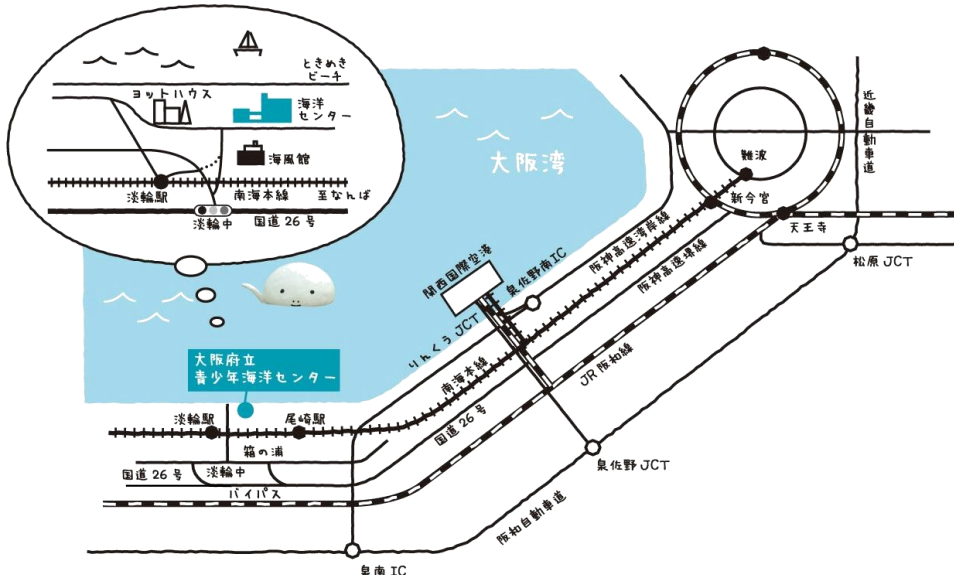 ときめき
ビーチ
ヨットハウス
海洋
センター
海風館
淡輪駅
南海本線
至なんば
淡輪中
国道26号
大阪湾
近畿自動車道
難波
新今宮
天王寺
松原JCT
阪神高速湾岸線
阪神高速堺線
関西国際空港
泉佐野南IC
りんくうJCT
南海本線
JR阪和線
国道26号
大阪府立
青少年海洋センター
淡輪駅
尾崎駅
箱の浦
国道26号
淡輪中
バイパス
泉佐野JCT
阪和自動車道
泉南IC